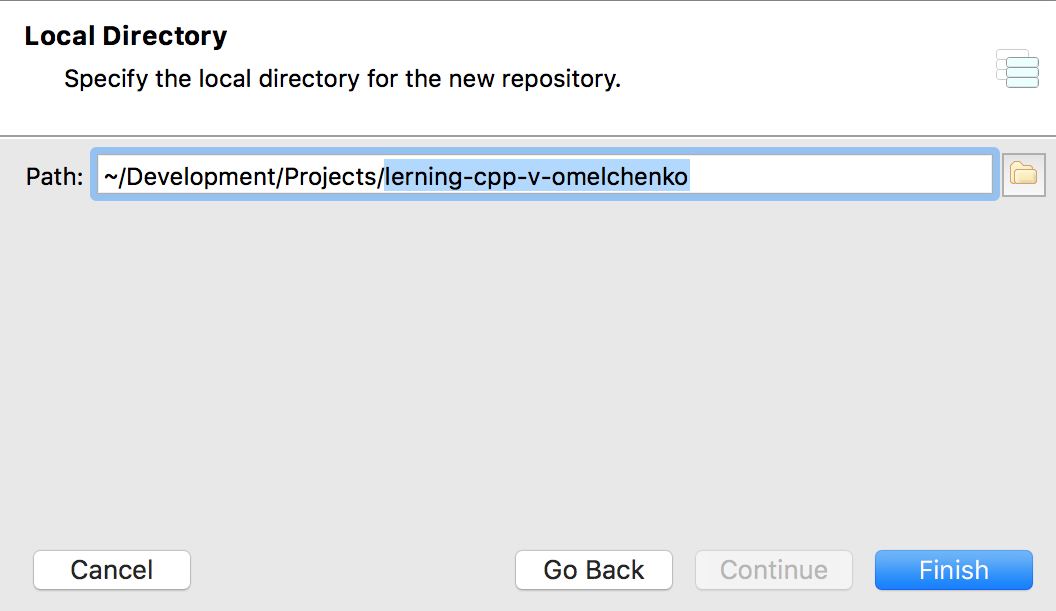 Local Directory
Specify the local directory for the new repository.
Path: ~/Development/Projects/lerning-cpp-v-omelchenko
Cancel Go Back Continue Finish